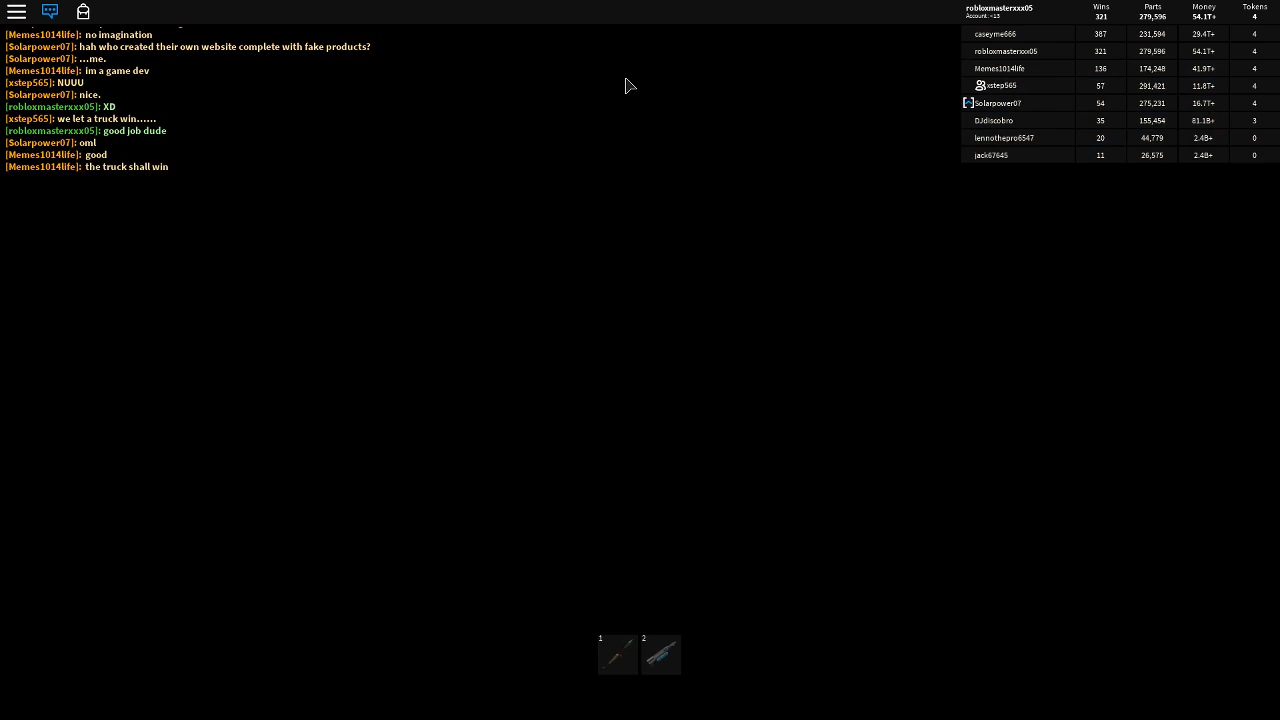 [Memes1014life]: no imagination
[Solarpower07]: hah who created their own website complete with fake products?
[Solarpower07]: ...me.
[Memes1014life]: im a game dev
[xstep565]: NUUU
[Solarpower07]: nice.
[robloxmasterxxx05]: XD
[xstep565]: we let a truck win......
[robloxmasterxxx05]: good job dude
[Solarpower07]: oml
[Memes1014life]: good
[Memes1014life]: the truck shall win
robloxmasterxxx05 Wins Parts Money Tokens
Account: <13 321 279,596 54.1T+ 4
caseyme666 387 231,594 29.4T+ 4
robloxmasterxxx05 321 279,596 54.1T+ 4
Memes1014life 136 174,248 41.9T+ 4
xstep565 57 291,421 11.8T+ 4
Solarpower07 54 275,231 16.7T+ 4
DJdiscobro 35 155,454 81.1B+ 3
lennothepro6547 20 44,779 2.4B+ 0
jack67645 11 26,575 2.4B+ 0
1 2